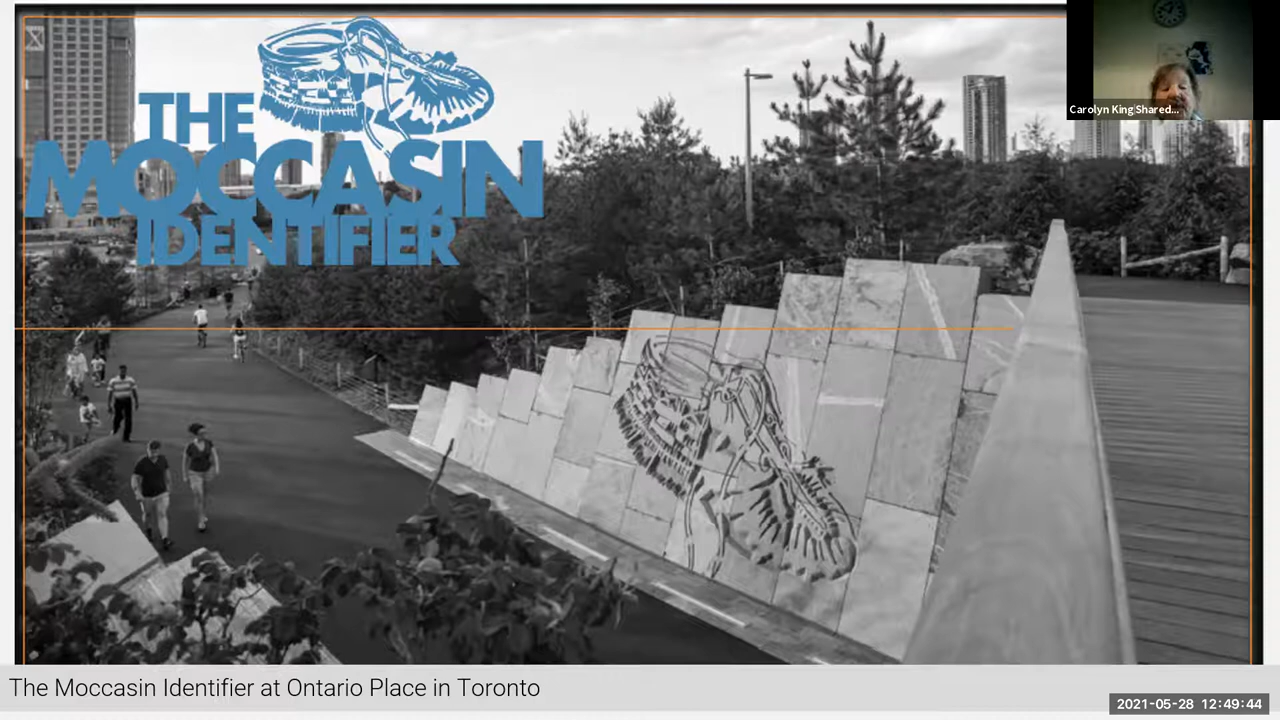 THE
MOCCASIN
IDENTIFIER
Carolyn King Shared...
The Moccasin Identifier at Ontario Place in Toronto
2021-05-28 12:49:44